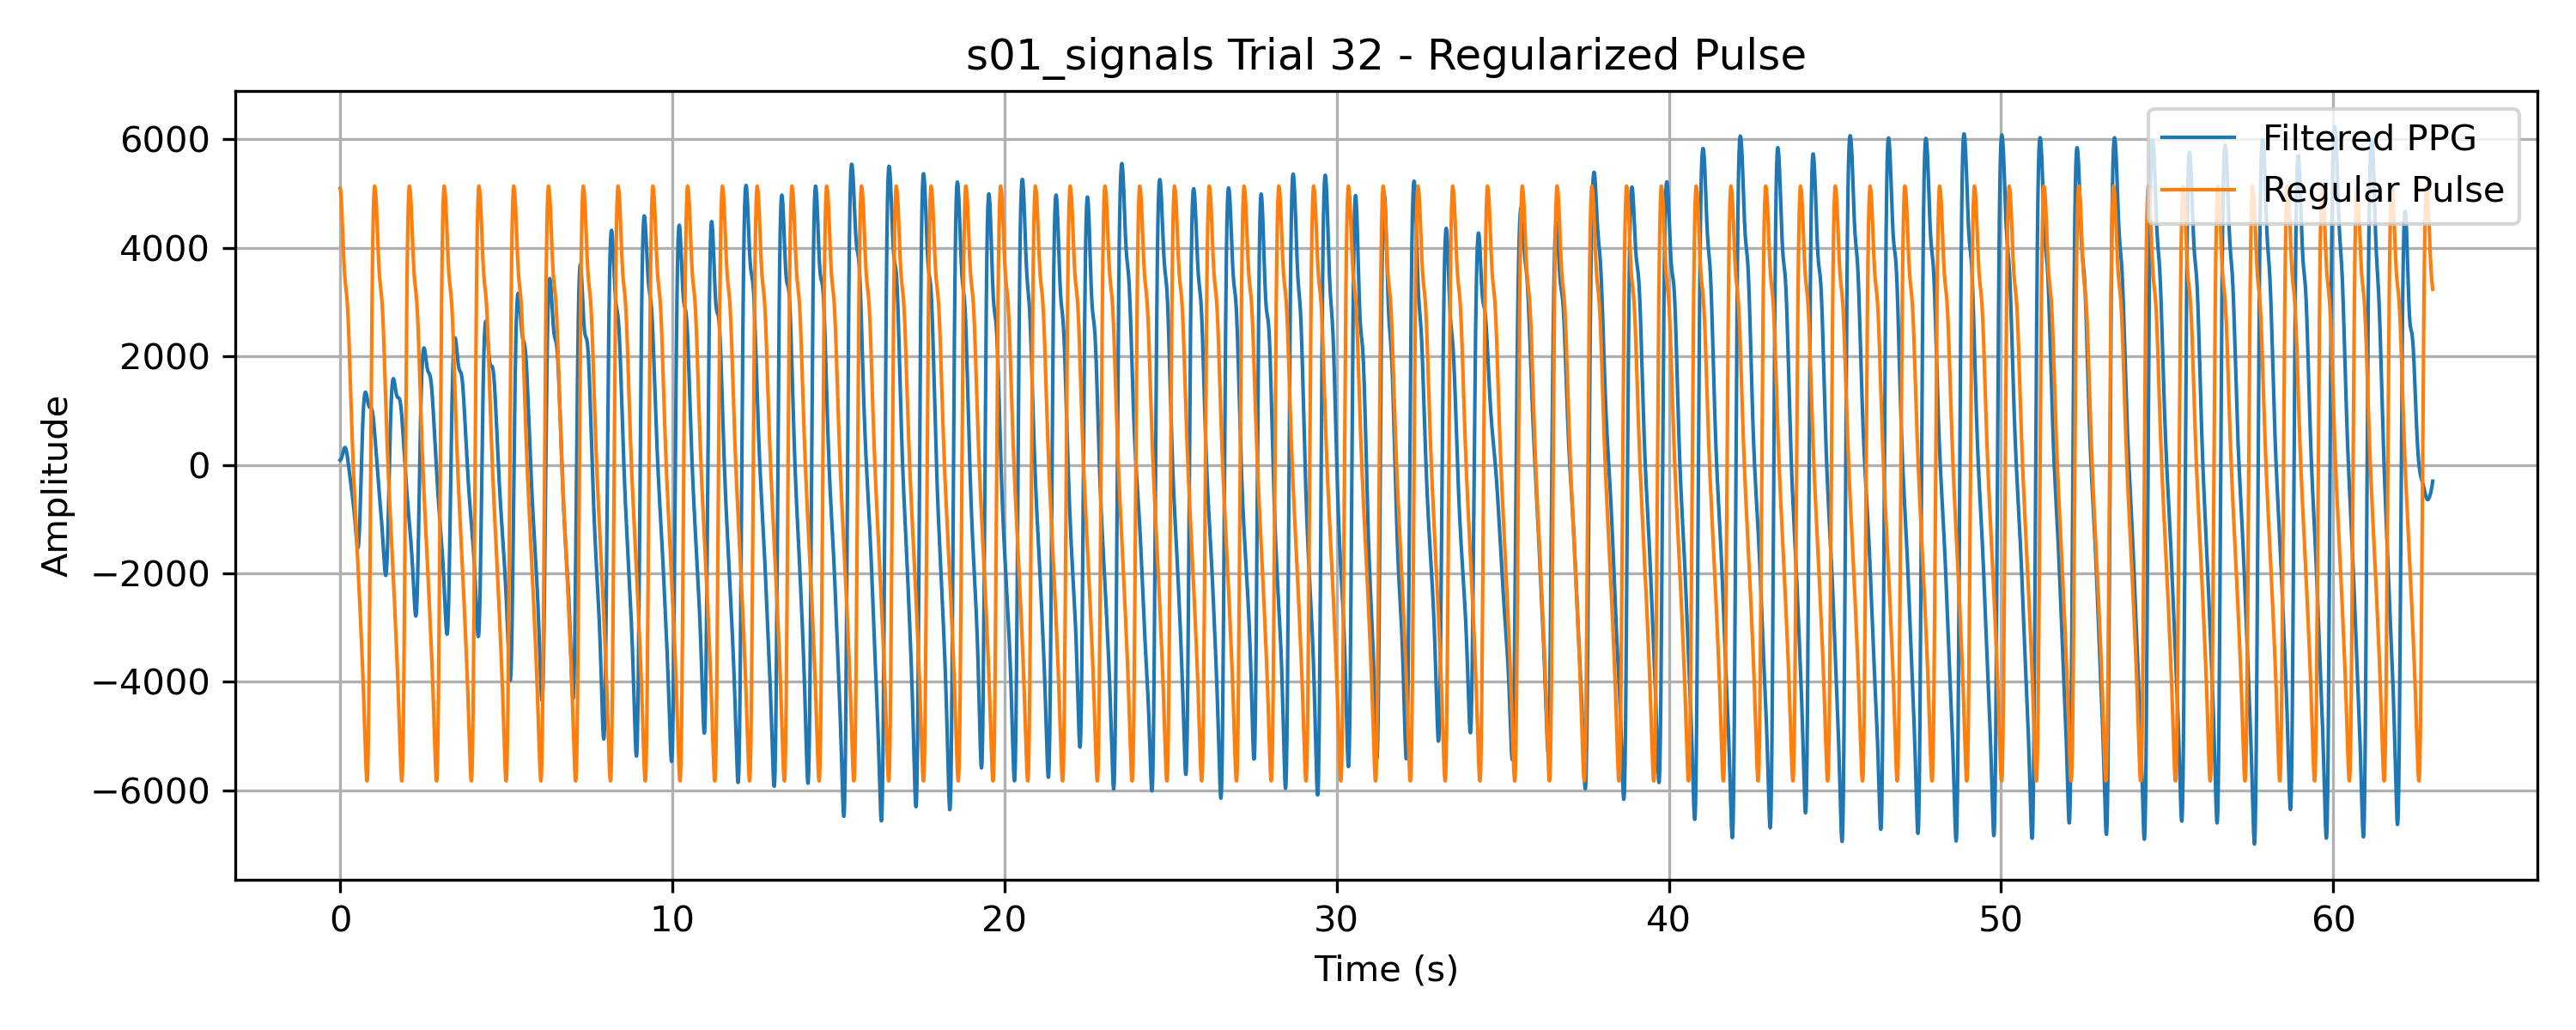 s01_signals Trial 32 - Regularized Pulse
Filtered PPG
Regular Pulse
Amplitude
6000
4000
2000
0
−2000
−4000
−6000
0 10 20 30 40 50 60
Time (s)